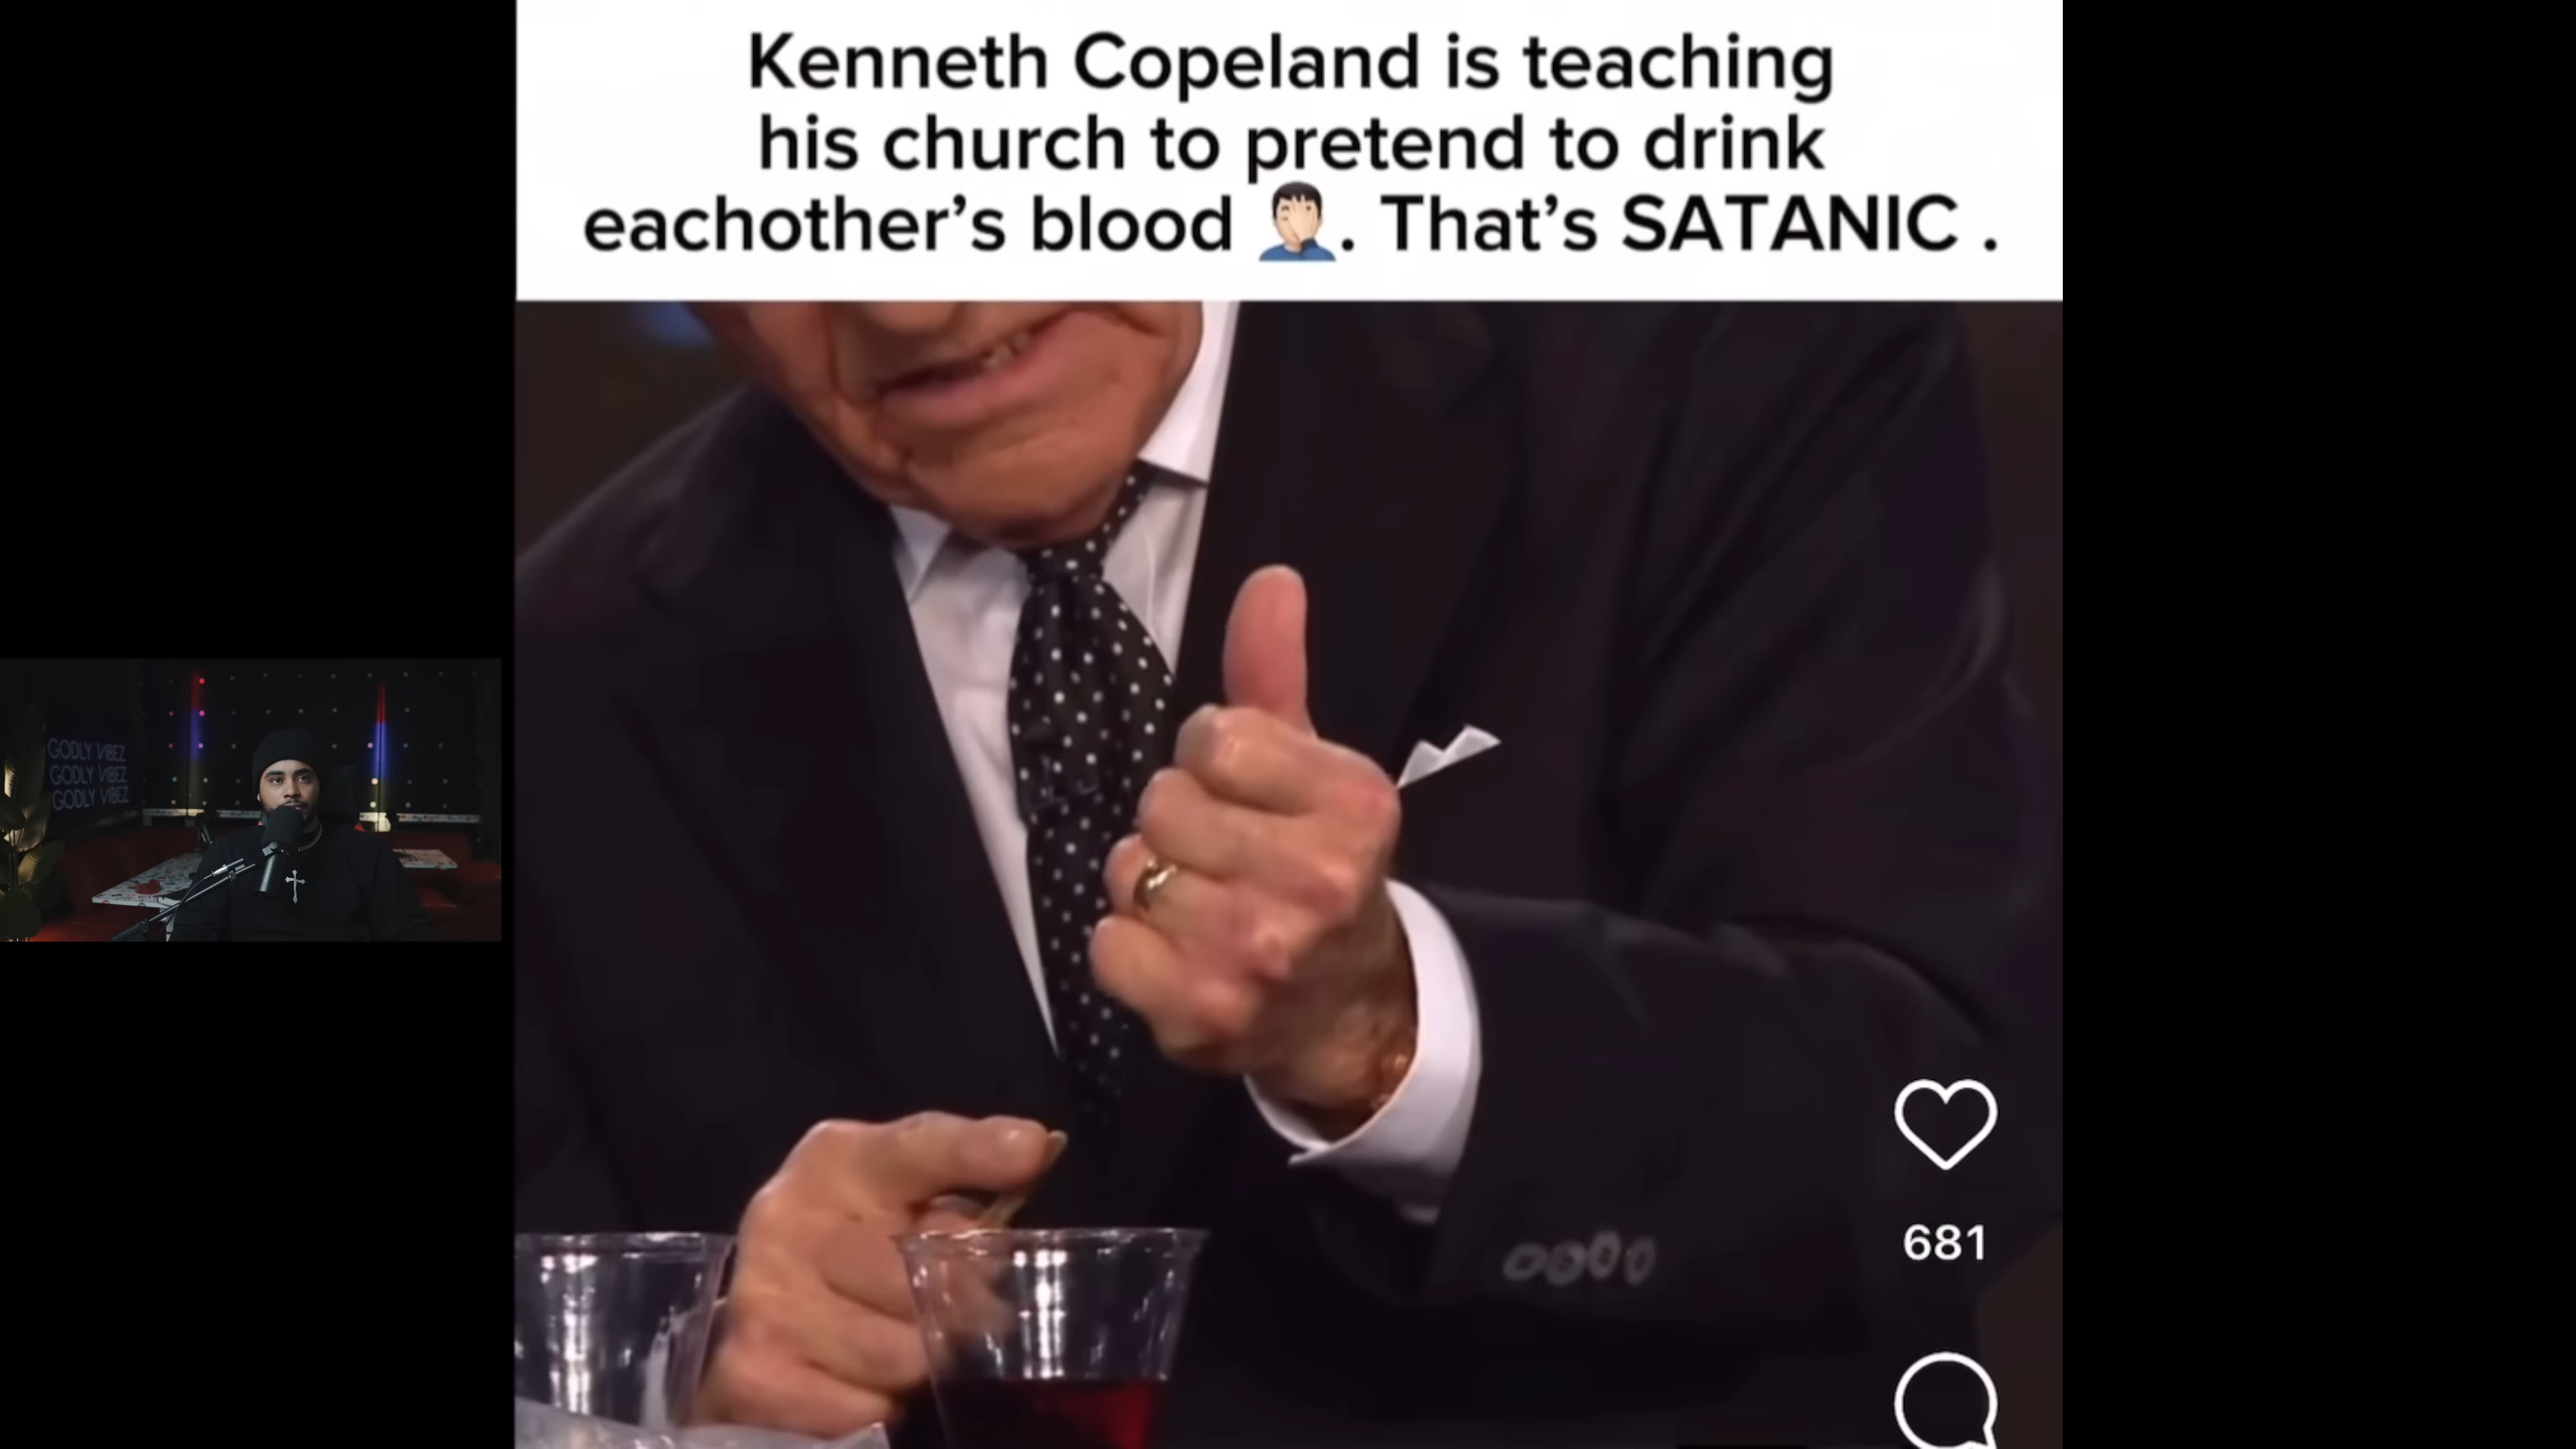 Kenneth Copeland is teaching
his church to pretend to drink
eachother’s blood 🤦🏻‍♂️. That’s SATANIC .
GODLY VIBEZ
GODLY VIBEZ
GODLY VIBEZ
681